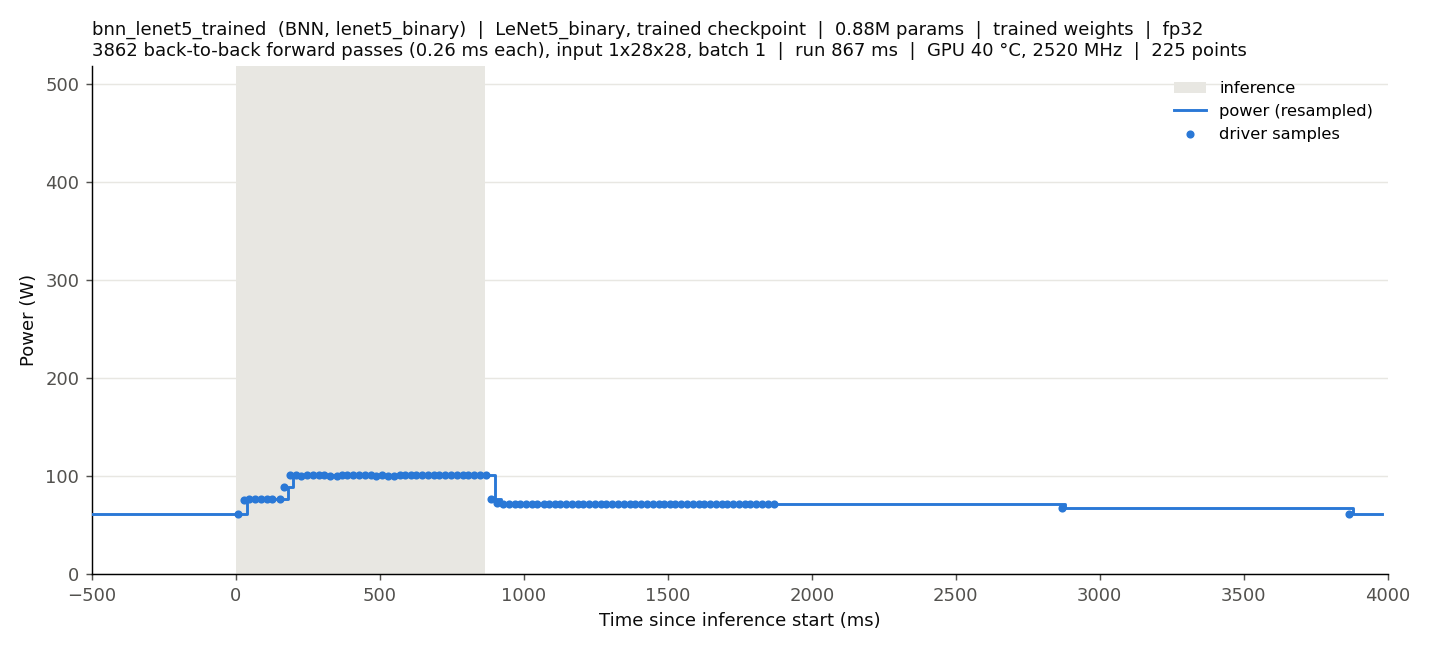 bnn_lenet5_trained (BNN, lenet5_binary) | LeNet5_binary, trained checkpoint | 0.88M params | trained weights | fp32
3862 back-to-back forward passes (0.26 ms each), input 1x28x28, batch 1 | run 867 ms | GPU 40 °C, 2520 MHz | 225 points
inference
power (resampled)
driver samples
500
400
300
200
100
0
Power (W)
−500
0
500
1000
1500
2000
2500
3000
3500
4000
Time since inference start (ms)